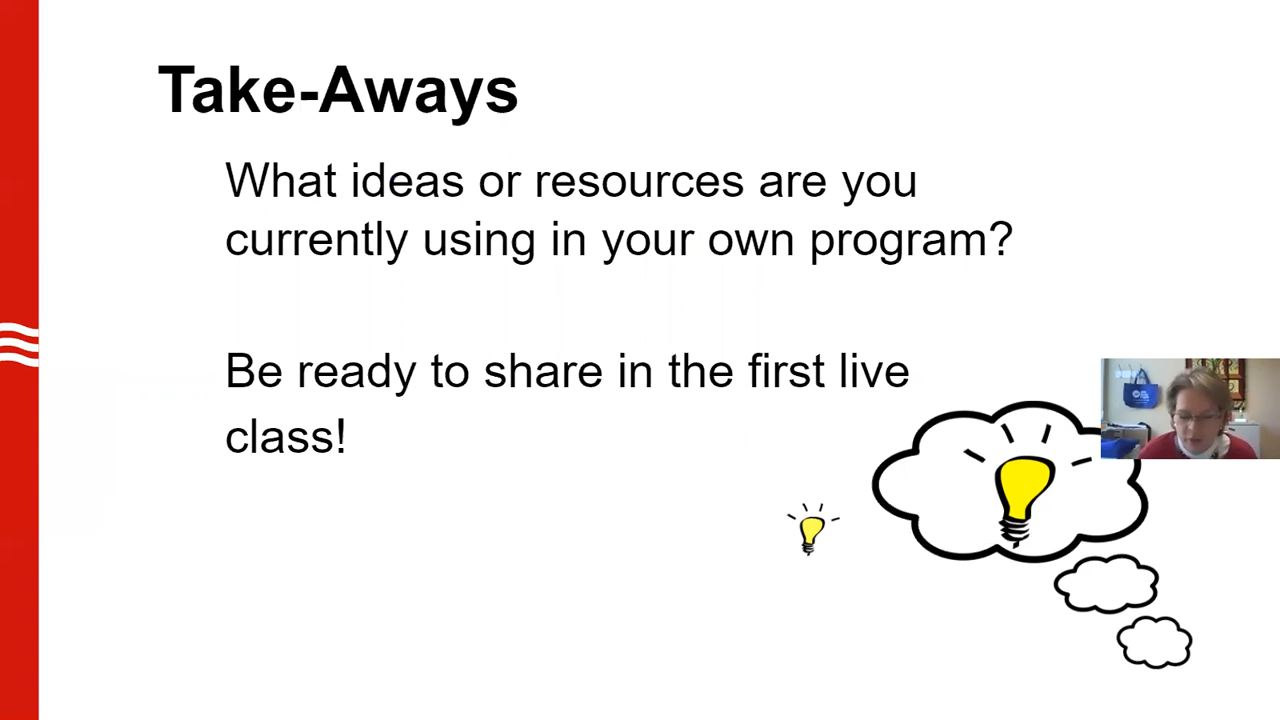 Take-Aways
What ideas or resources are you
currently using in your own program?
Be ready to share in the first live
class!